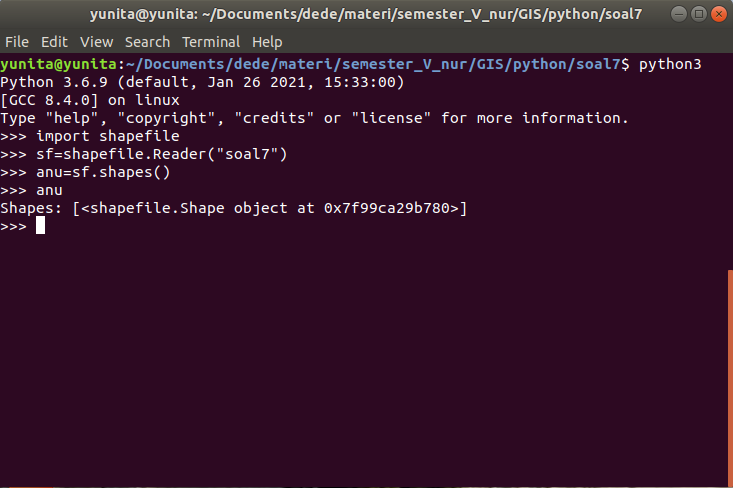 yunita@yunita: ~/Documents/dede/materi/semester_V_nur/GIS/python/soal7
File Edit View Search Terminal Help
yunita@yunita:~/Documents/dede/materi/semester_V_nur/GIS/python/soal7$ python3
Python 3.6.9 (default, Jan 26 2021, 15:33:00)
[GCC 8.4.0] on linux
Type "help", "copyright", "credits" or "license" for more information.
>>> import shapefile
>>> sf=shapefile.Reader("soal7")
>>> anu=sf.shapes()
>>> anu
Shapes: [<shapefile.Shape object at 0x7f99ca29b780>]
>>>